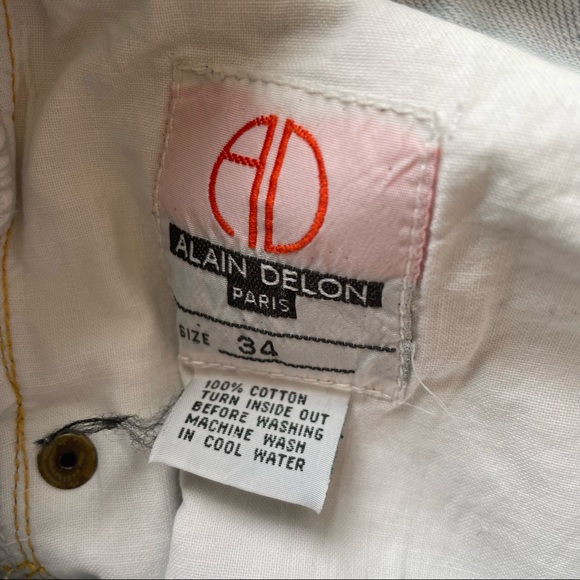 AD
ALAIN DELON
PARIS
SIZE 34
100% COTTON
TURN INSIDE OUT
BEFORE WASHING
MACHINE WASH
IN COOL WATER